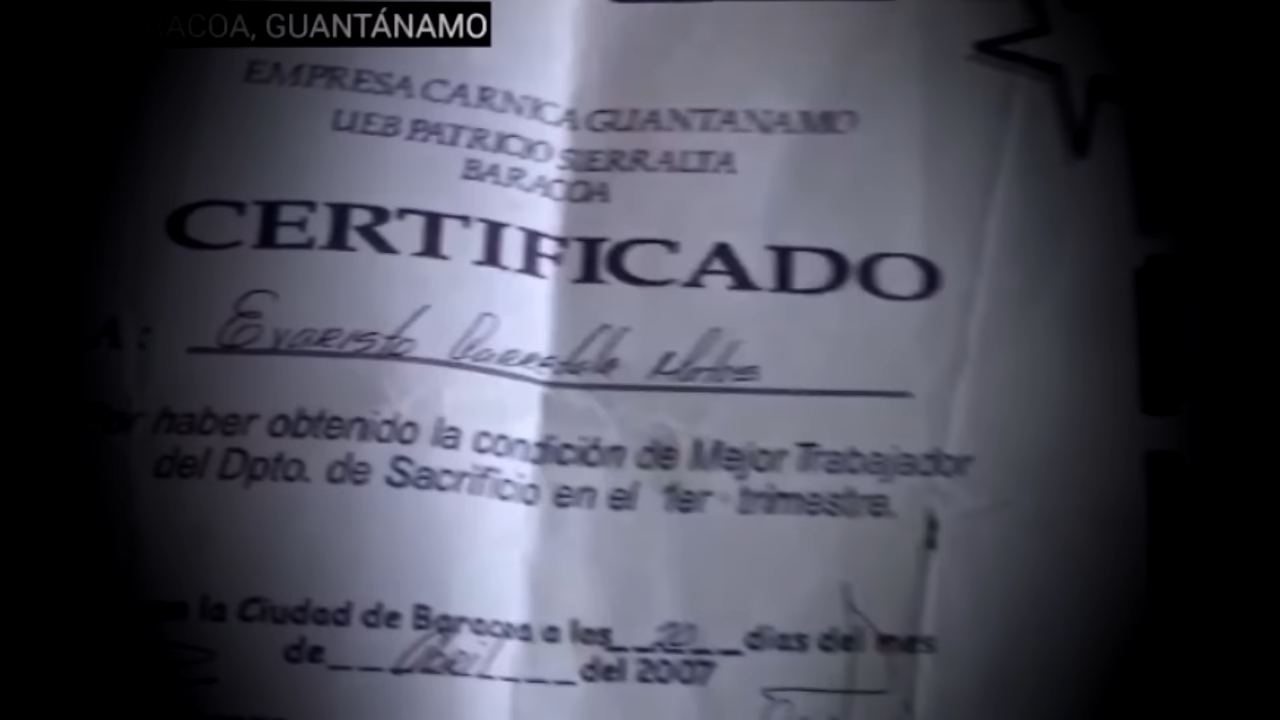 ACOA, GUANTÁNAMO
EMPRESA CARNICA GUANTANAMO
UEB PATRICIO SIERRALTA
BARACOA
CERTIFICADO
A: Evaristo
haber obtenido la condición de Mejor Trabajador
del Dpto. de Sacrificio en el 1er trimestre.
la Ciudad de Baracoa a los 20 días del mes
de Abril del 2007